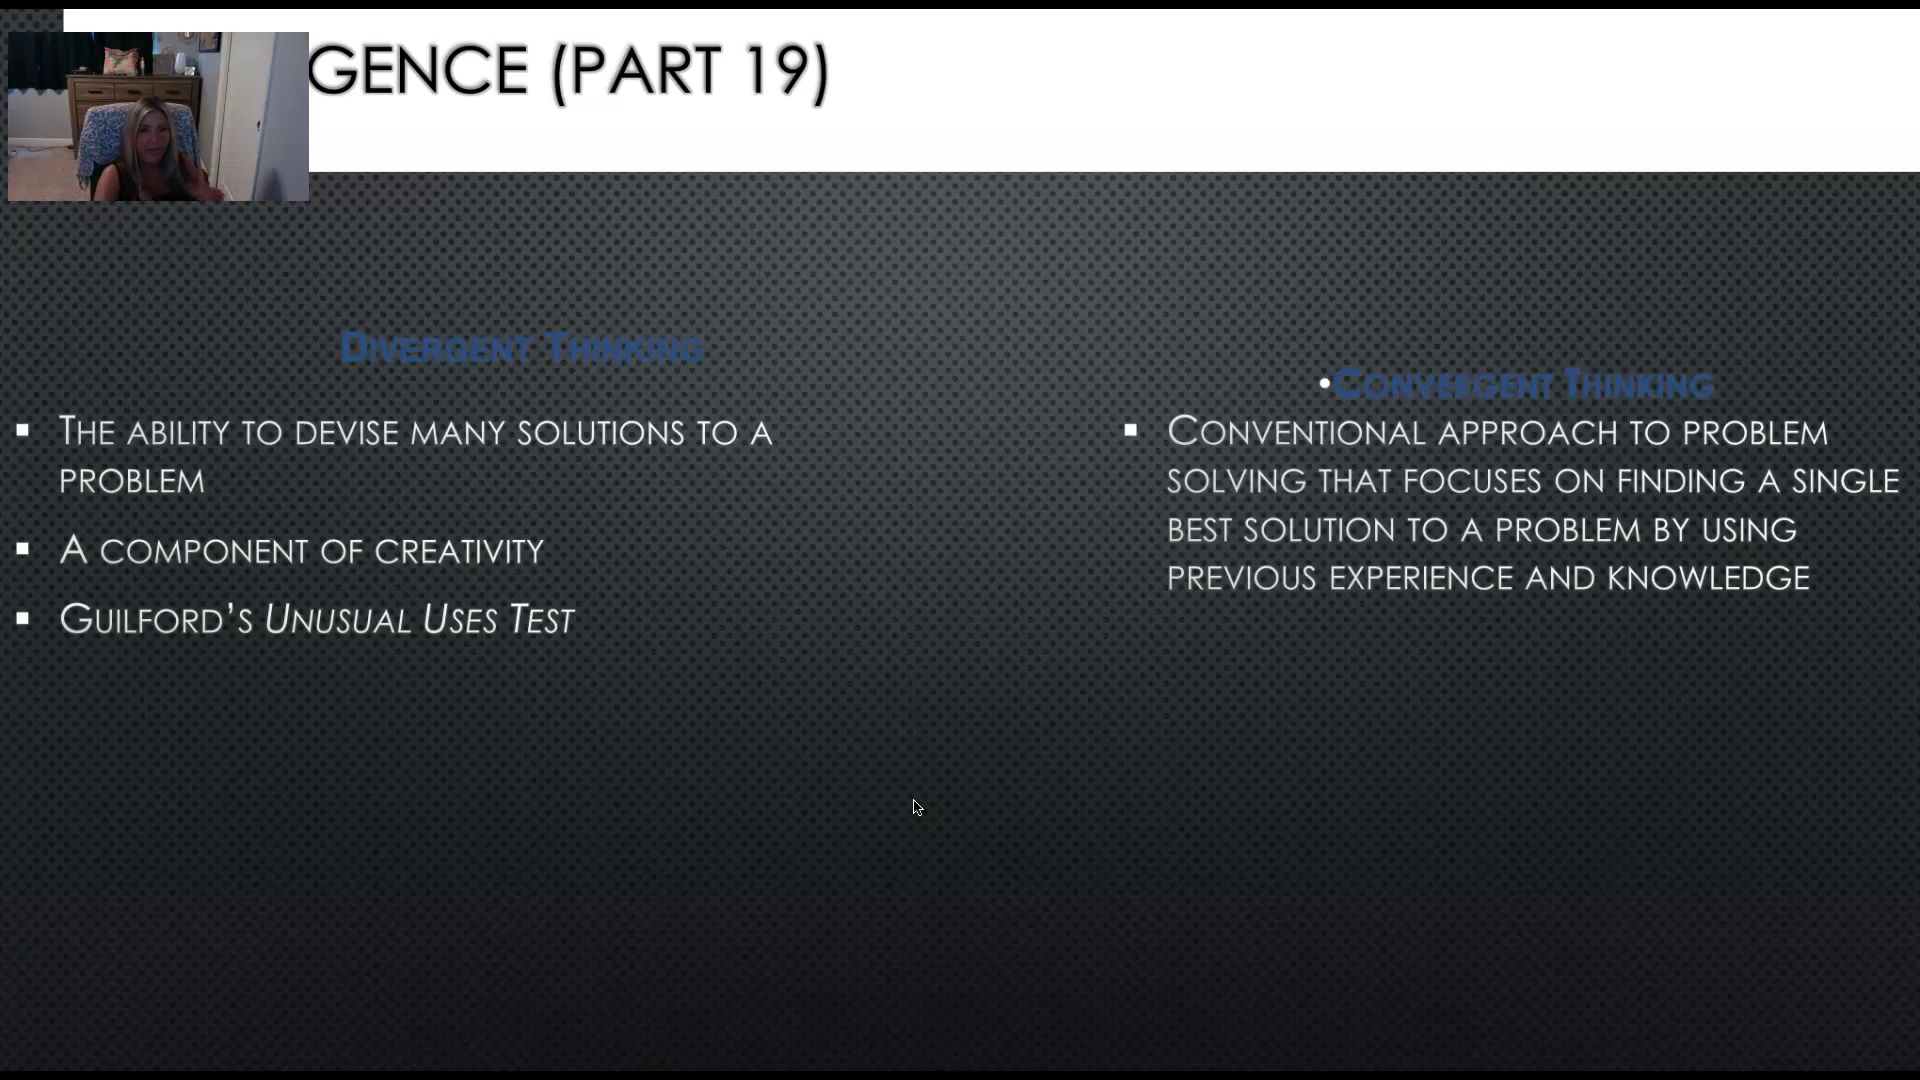 GENCE (PART 19)
DIVERGENT THINKING
▪ THE ABILITY TO DEVISE MANY SOLUTIONS TO A
PROBLEM
▪ A COMPONENT OF CREATIVITY
▪ GUILFORD’S UNUSUAL USES TEST
•CONVERGENT THINKING
▪ CONVENTIONAL APPROACH TO PROBLEM
SOLVING THAT FOCUSES ON FINDING A SINGLE
BEST SOLUTION TO A PROBLEM BY USING
PREVIOUS EXPERIENCE AND KNOWLEDGE